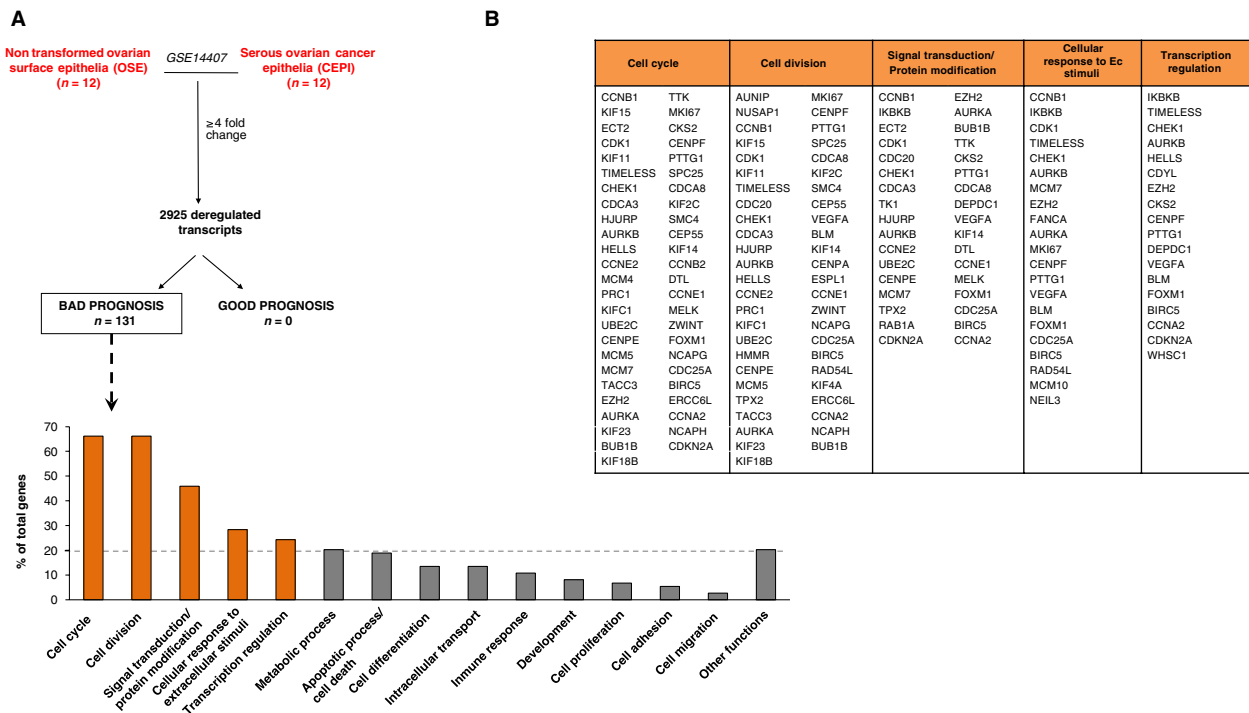 A
Non transformed ovarian
surface epithelia (OSE)
(n = 12)
GSE14407
Serous ovarian cancer
epithelia (CEPI)
(n = 12)
≥4 fold
change
2925 deregulated
transcripts
BAD PROGNOSIS
n = 131
GOOD PROGNOSIS
n = 0
% of total genes
70
60
50
40
30
20
10
0
Cell cycle
Cell division
Signal transduction/
protein modification
Cellular response to
extracellular stimuli
Transcription regulation
Metabolic process
Apoptotic process/
cell death
Cell differentiation
Intracellular transport
Inmune response
Development
Cell proliferation
Cell adhesion
Cell migration
Other functions
B
Cell cycle
CCNB1 TTK
KIF15 MKI67
ECT2 CKS2
CDK1 CENPF
KIF11 PTTG1
TIMELESS SPC25
CHEK1 CDCA8
CDCA3 KIF2C
HJURP SMC4
AURKB CEP55
HELLS KIF14
CCNE2 CCNB2
MCM4 DTL
PRC1 CCNE1
KIFC1 MELK
UBE2C ZWINT
CENPE FOXM1
MCM5 NCAPG
MCM7 CDC25A
TACC3 BIRC5
EZH2 ERCC6L
AURKA CCNA2
KIF23 NCAPH
BUB1B CDKN2A
KIF18B
Cell division
AUNIP MKI67
NUSAP1 CENPF
CCNB1 PTTG1
KIF15 SPC25
CDK1 CDCA8
KIF11 KIF2C
TIMELESS SMC4
CDC20 CEP55
CHEK1 VEGFA
CDCA3 BLM
HJURP KIF14
AURKB CENPA
HELLS ESPL1
CCNE2 CCNE1
PRC1 ZWINT
KIFC1 NCAPG
UBE2C CDC25A
HMMR BIRC5
CENPE RAD54L
MCM5 KIF4A
TPX2 ERCC6L
TACC3 CCNA2
AURKA NCAPH
KIF23 BUB1B
KIF18B
Signal transduction/
Protein modification
CCNB1 EZH2
IKBKB AURKA
ECT2 BUB1B
CDK1 TTK
CDC20 CKS2
CHEK1 PTTG1
CDCA3 CDCA8
TK1 DEPDC1
HJURP VEGFA
AURKB KIF14
CCNE2 DTL
UBE2C CCNE1
CENPE MELK
MCM7 FOXM1
TPX2 CDC25A
RAB1A BIRC5
CDKN2A CCNA2
Cellular
response to Ec
stimuli
CCNB1
IKBKB
CDK1
TIMELESS
CHEK1
AURKB
MCM7
EZH2
FANCA
AURKA
MKI67
CENPF
PTTG1
VEGFA
BLM
FOXM1
CDC25A
BIRC5
RAD54L
MCM10
NEIL3
Transcription
regulation
IKBKB
TIMELESS
CHEK1
AURKB
HELLS
CDYL
EZH2
CKS2
CENPF
PTTG1
DEPDC1
VEGFA
BLM
FOXM1
BIRC5
CCNA2
CDKN2A
WHSC1